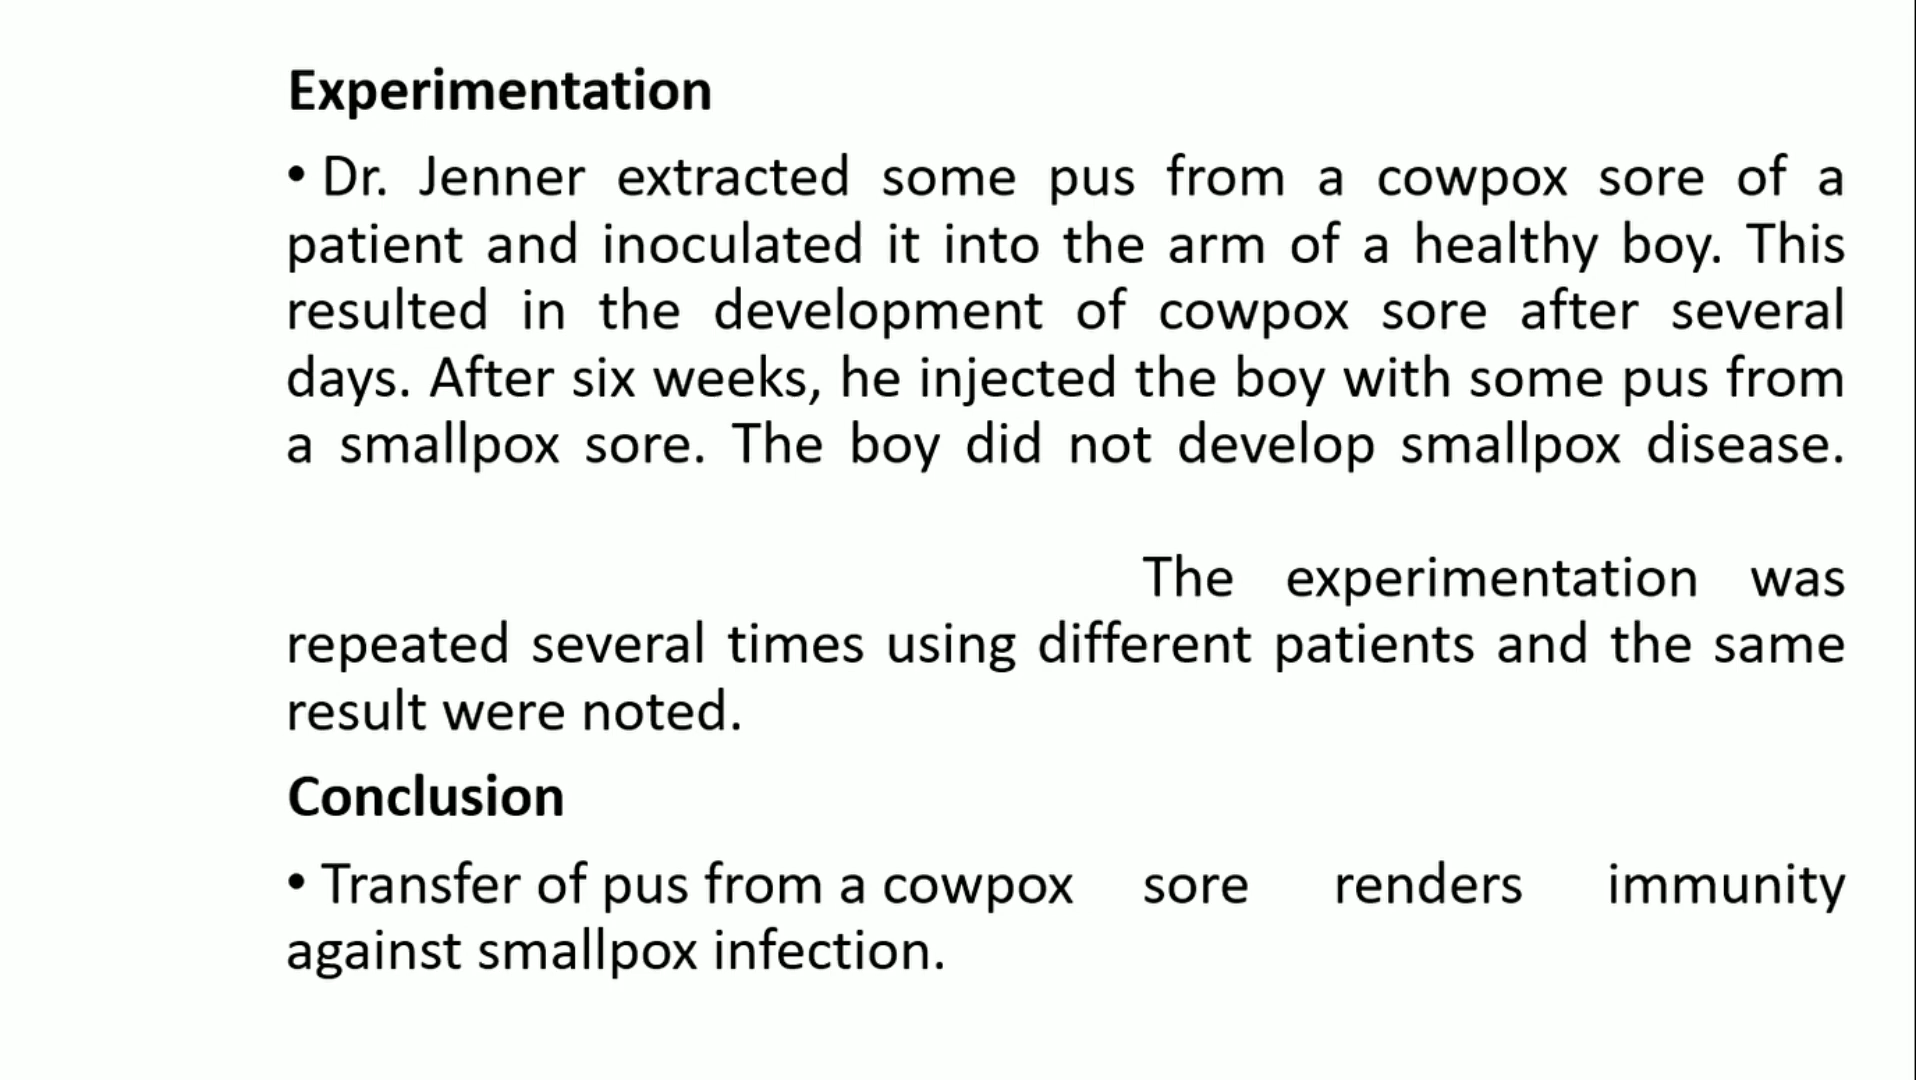 Experimentation
• Dr. Jenner extracted some pus from a cowpox sore of a
patient and inoculated it into the arm of a healthy boy. This
resulted in the development of cowpox sore after several
days. After six weeks, he injected the boy with some pus from
a smallpox sore. The boy did not develop smallpox disease.
The experimentation was
repeated several times using different patients and the same
result were noted.
Conclusion
• Transfer of pus from a cowpox sore renders immunity
against smallpox infection.